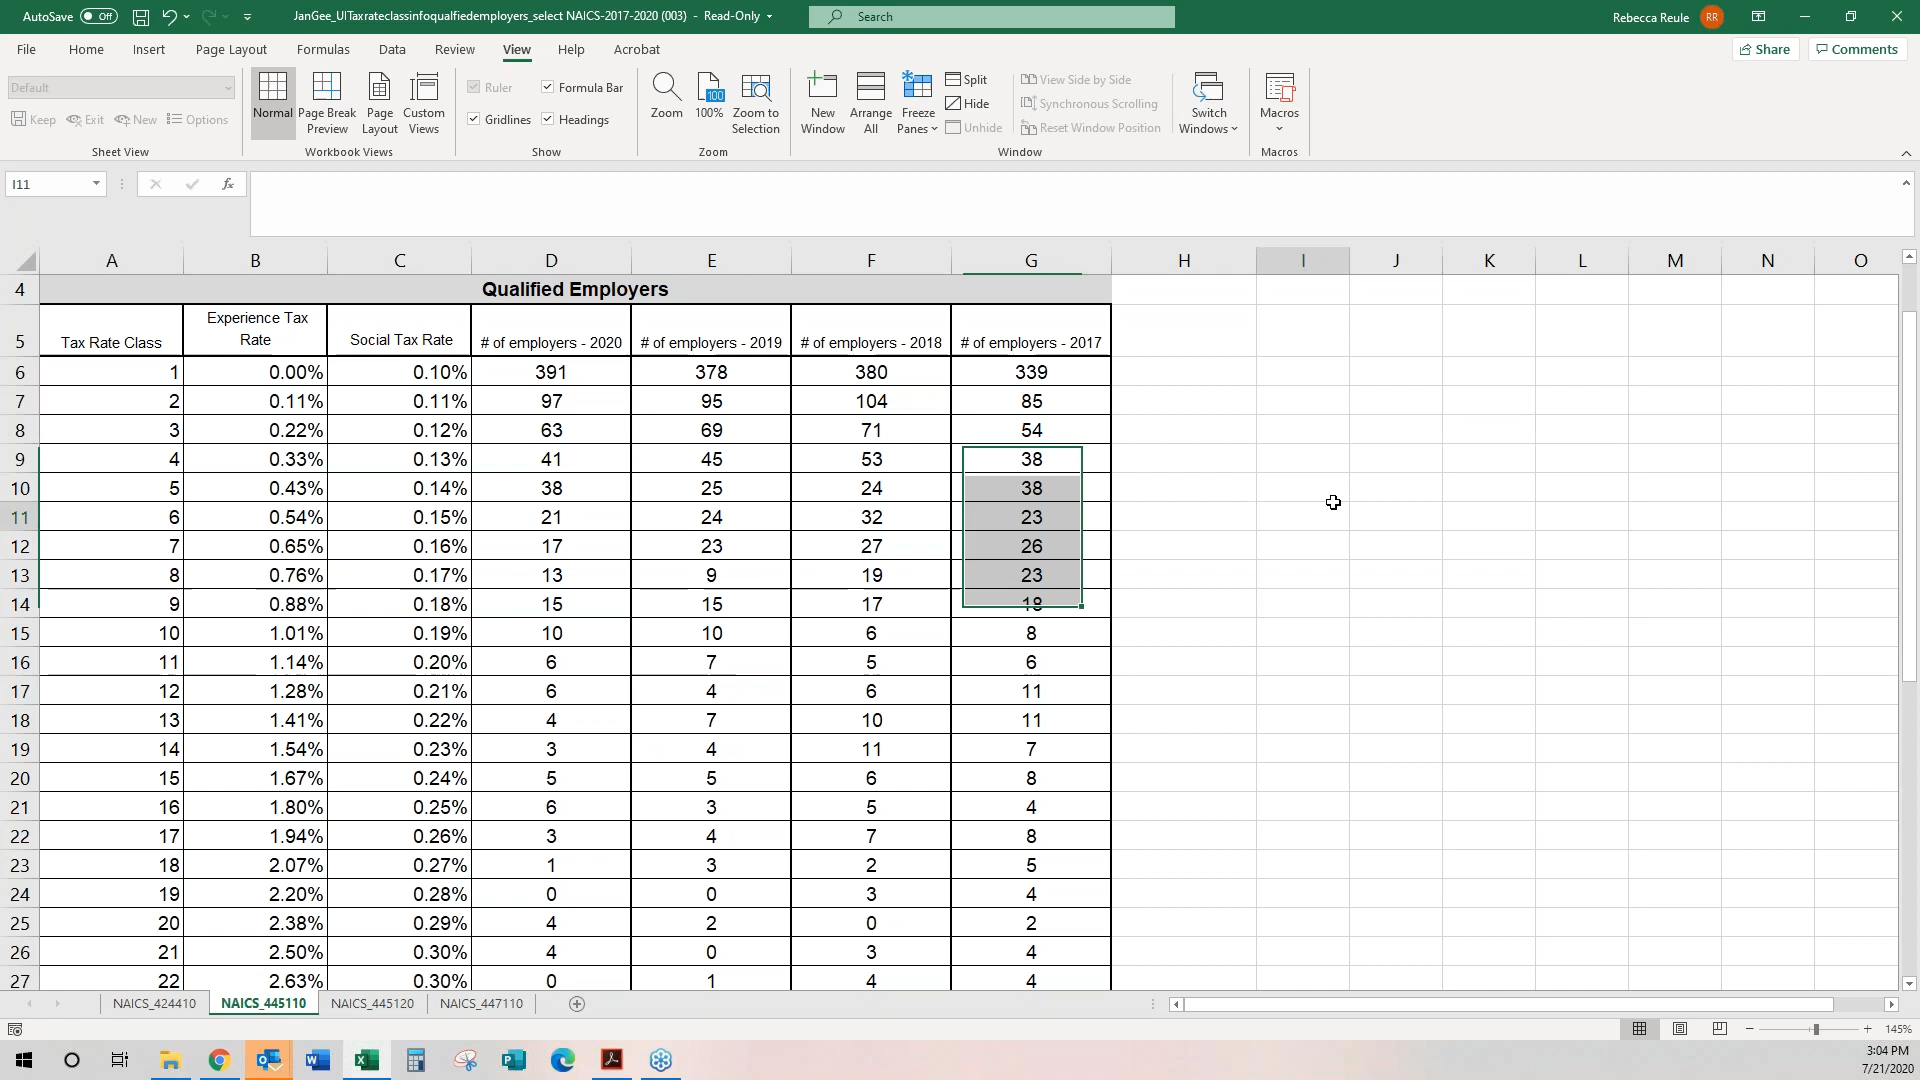 AutoSave Off JanGee_UITaxrateclassinfoqualfiedemployers_select NAICS-2017-2020 (003) - Read-Only Search Rebecca Reule RR
File Home Insert Page Layout Formulas Data Review View Help Acrobat Share Comments
Default
Keep Exit New Options
Sheet View
Normal Page Break Preview Page Layout Custom Views
Workbook Views
Ruler Formula Bar
Gridlines Headings
Show
Zoom 100 100% Zoom to Selection
Zoom
New Window Arrange All Freeze Panes
Split
Hide
Unhide
View Side by Side
Synchronous Scrolling
Reset Window Position
Switch Windows
Window
Macros
Macros
I11 fx
A B C D E F G H I J K L M N O
4 Qualified Employers
5 Tax Rate Class Experience Tax Rate Social Tax Rate # of employers - 2020 # of employers - 2019 # of employers - 2018 # of employers - 2017
6 1 0.00% 0.10% 391 378 380 339
7 2 0.11% 0.11% 97 95 104 85
8 3 0.22% 0.12% 63 69 71 54
9 4 0.33% 0.13% 41 45 53 38
10 5 0.43% 0.14% 38 25 24 38
11 6 0.54% 0.15% 21 24 32 23
12 7 0.65% 0.16% 17 23 27 26
13 8 0.76% 0.17% 13 9 19 23
14 9 0.88% 0.18% 15 15 17 18
15 10 1.01% 0.19% 10 10 6 8
16 11 1.14% 0.20% 6 7 5 6
17 12 1.28% 0.21% 6 4 6 11
18 13 1.41% 0.22% 4 7 10 11
19 14 1.54% 0.23% 3 4 11 7
20 15 1.67% 0.24% 5 5 6 8
21 16 1.80% 0.25% 6 3 5 4
22 17 1.94% 0.26% 3 4 7 8
23 18 2.07% 0.27% 1 3 2 5
24 19 2.20% 0.28% 0 0 3 4
25 20 2.38% 0.29% 4 2 0 2
26 21 2.50% 0.30% 4 0 3 4
27 22 2.63% 0.30% 0 1 4 4
NAICS_424410 NAICS_445110 NAICS_445120 NAICS_447110
145%
3:04 PM
7/21/2020